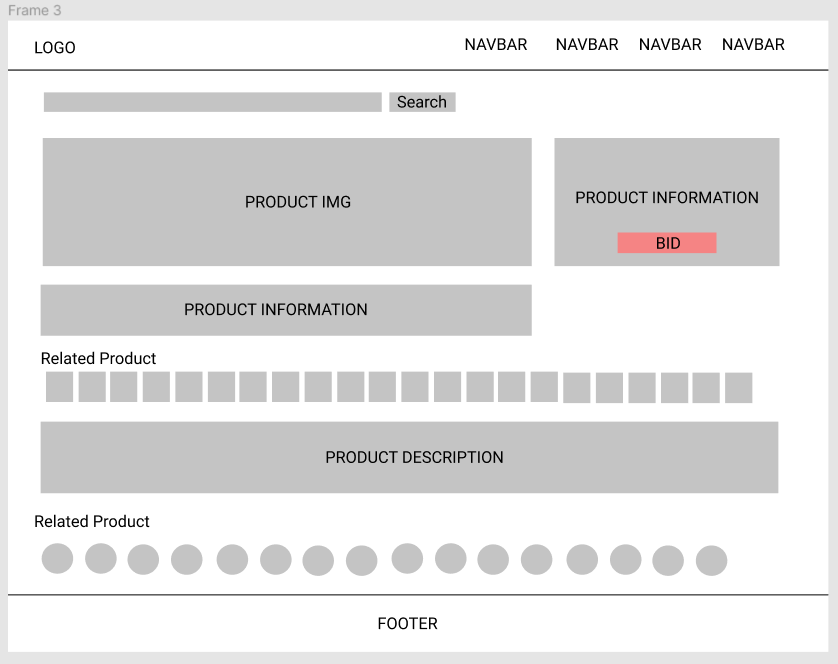 Frame 3
LOGO
NAVBAR NAVBAR NAVBAR NAVBAR
Search
PRODUCT IMG
PRODUCT INFORMATION
BID
PRODUCT INFORMATION
Related Product
PRODUCT DESCRIPTION
Related Product
FOOTER